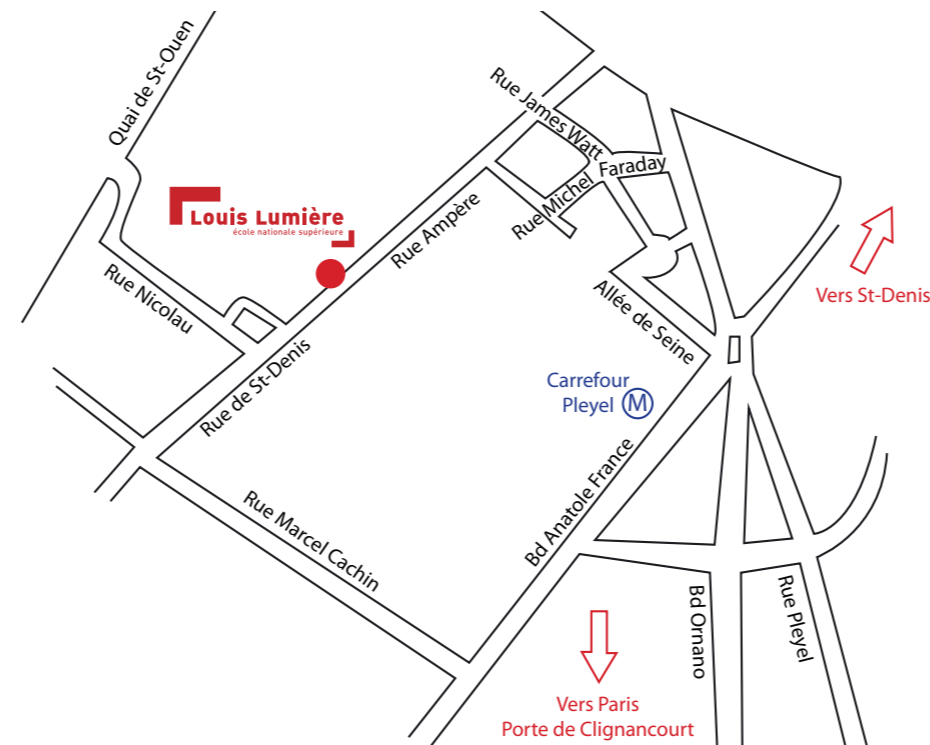 Quai de St-Ouen
Rue James Watt
Rue Michel Faraday
Louis Lumière
école nationale supérieure
Rue Ampère
Rue Nicolau
Vers St-Denis
Allée de Seine
Rue de St-Denis
Carrefour
Pleyel M
Bd Anatole France
Rue Marcel Cachin
Bd Ornano
Rue Pleyel
Vers Paris
Porte de Clignancourt